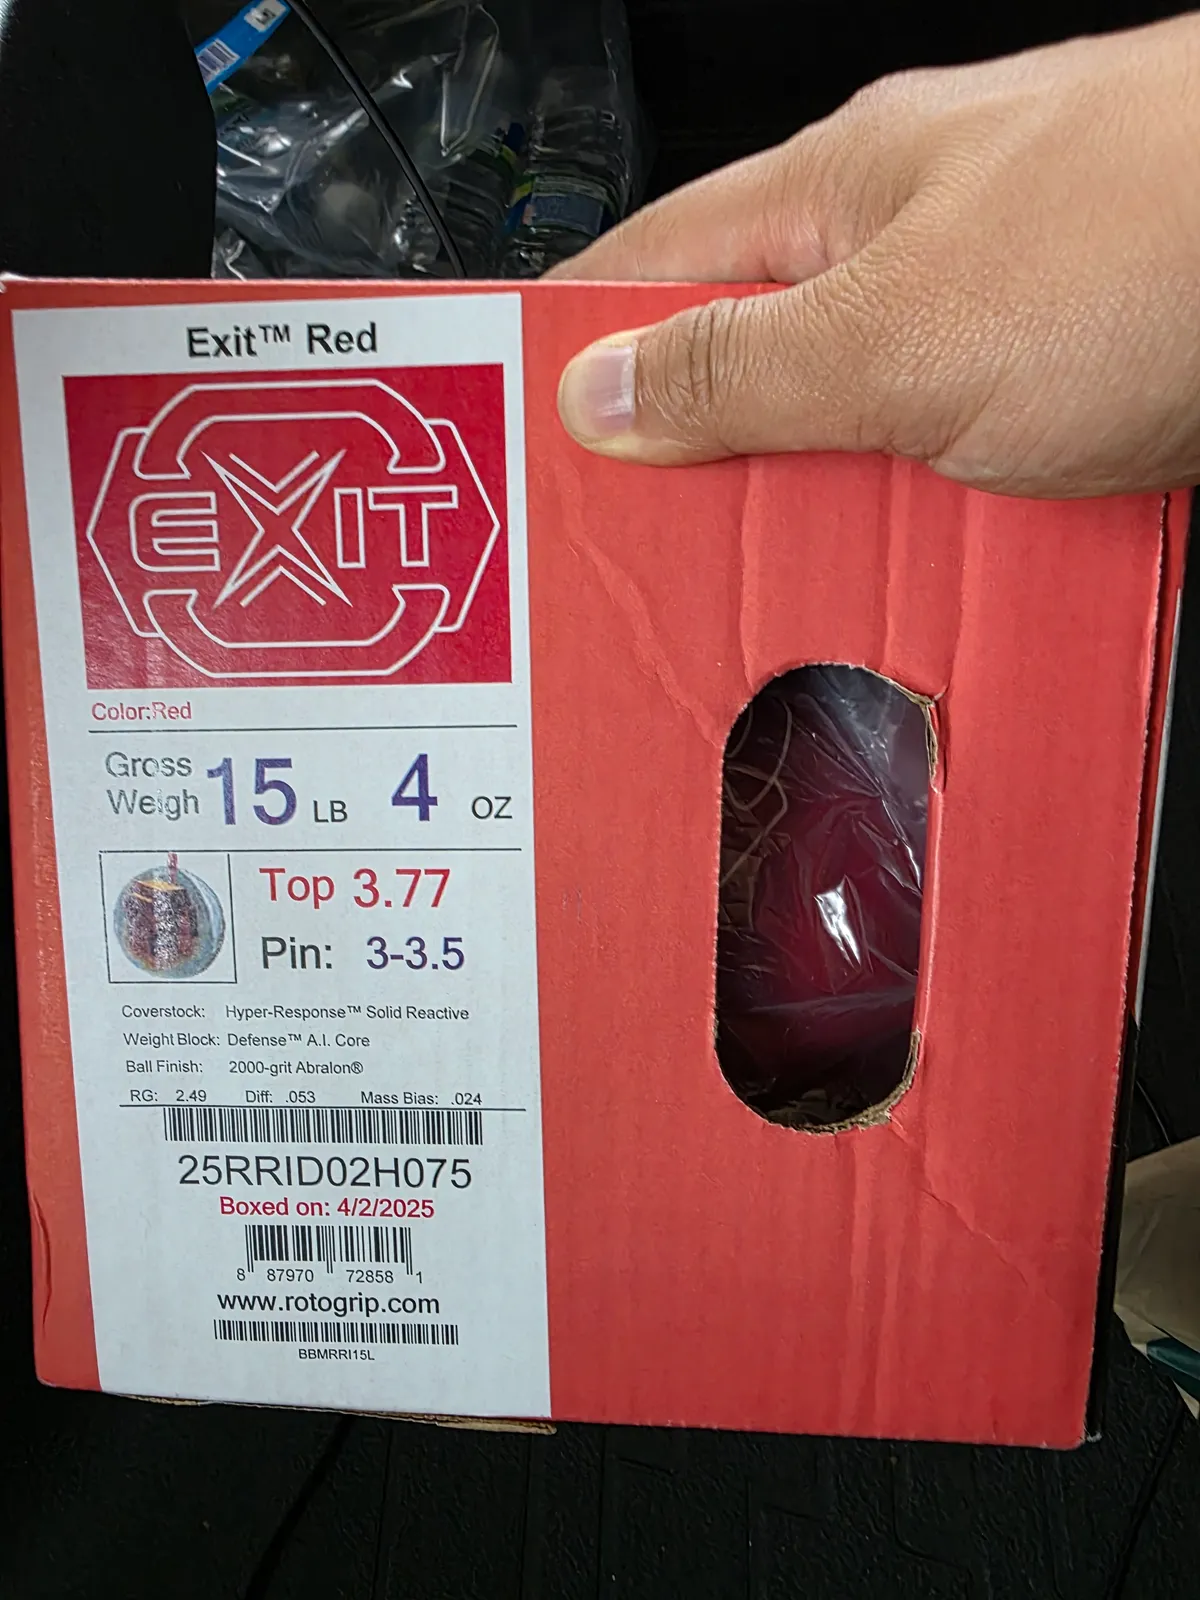 Exit™ Red
EXIT
Color:Red
Gross
Weigh 15 LB 4 OZ
Top 3.77
Pin: 3-3.5
Coverstock: Hyper-Response™ Solid Reactive
Weight Block: Defense™ A.I. Core
Ball Finish: 2000-grit Abralon®
RG: 2.49 Diff: .053 Mass Bias: .024
25RRID02H075
Boxed on: 4/2/2025
8 87970 72858 1
www.rotogrip.com
BBMRRI15L